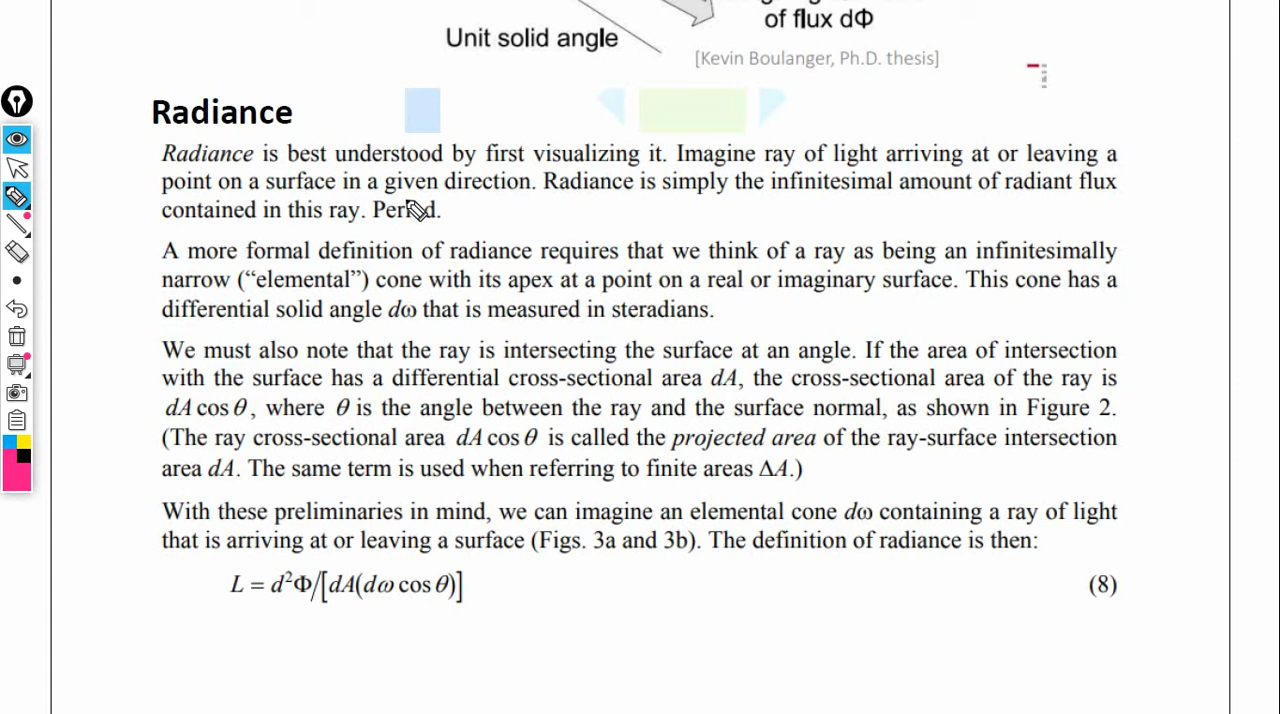 of flux dΦ
Unit solid angle
[Kevin Boulanger, Ph.D. thesis]
Radiance
Radiance is best understood by first visualizing it. Imagine ray of light arriving at or leaving a
point on a surface in a given direction. Radiance is simply the infinitesimal amount of radiant flux
contained in this ray. Period.
A more formal definition of radiance requires that we think of a ray as being an infinitesimally
narrow (“elemental”) cone with its apex at a point on a real or imaginary surface. This cone has a
differential solid angle dω that is measured in steradians.
We must also note that the ray is intersecting the surface at an angle. If the area of intersection
with the surface has a differential cross-sectional area dA, the cross-sectional area of the ray is
dA cos θ, where θ is the angle between the ray and the surface normal, as shown in Figure 2.
(The ray cross-sectional area dA cos θ is called the projected area of the ray-surface intersection
area dA. The same term is used when referring to finite areas ΔA.)
With these preliminaries in mind, we can imagine an elemental cone dω containing a ray of light
that is arriving at or leaving a surface (Figs. 3a and 3b). The definition of radiance is then:
L = d²Φ/[dA(dω cos θ)] (8)